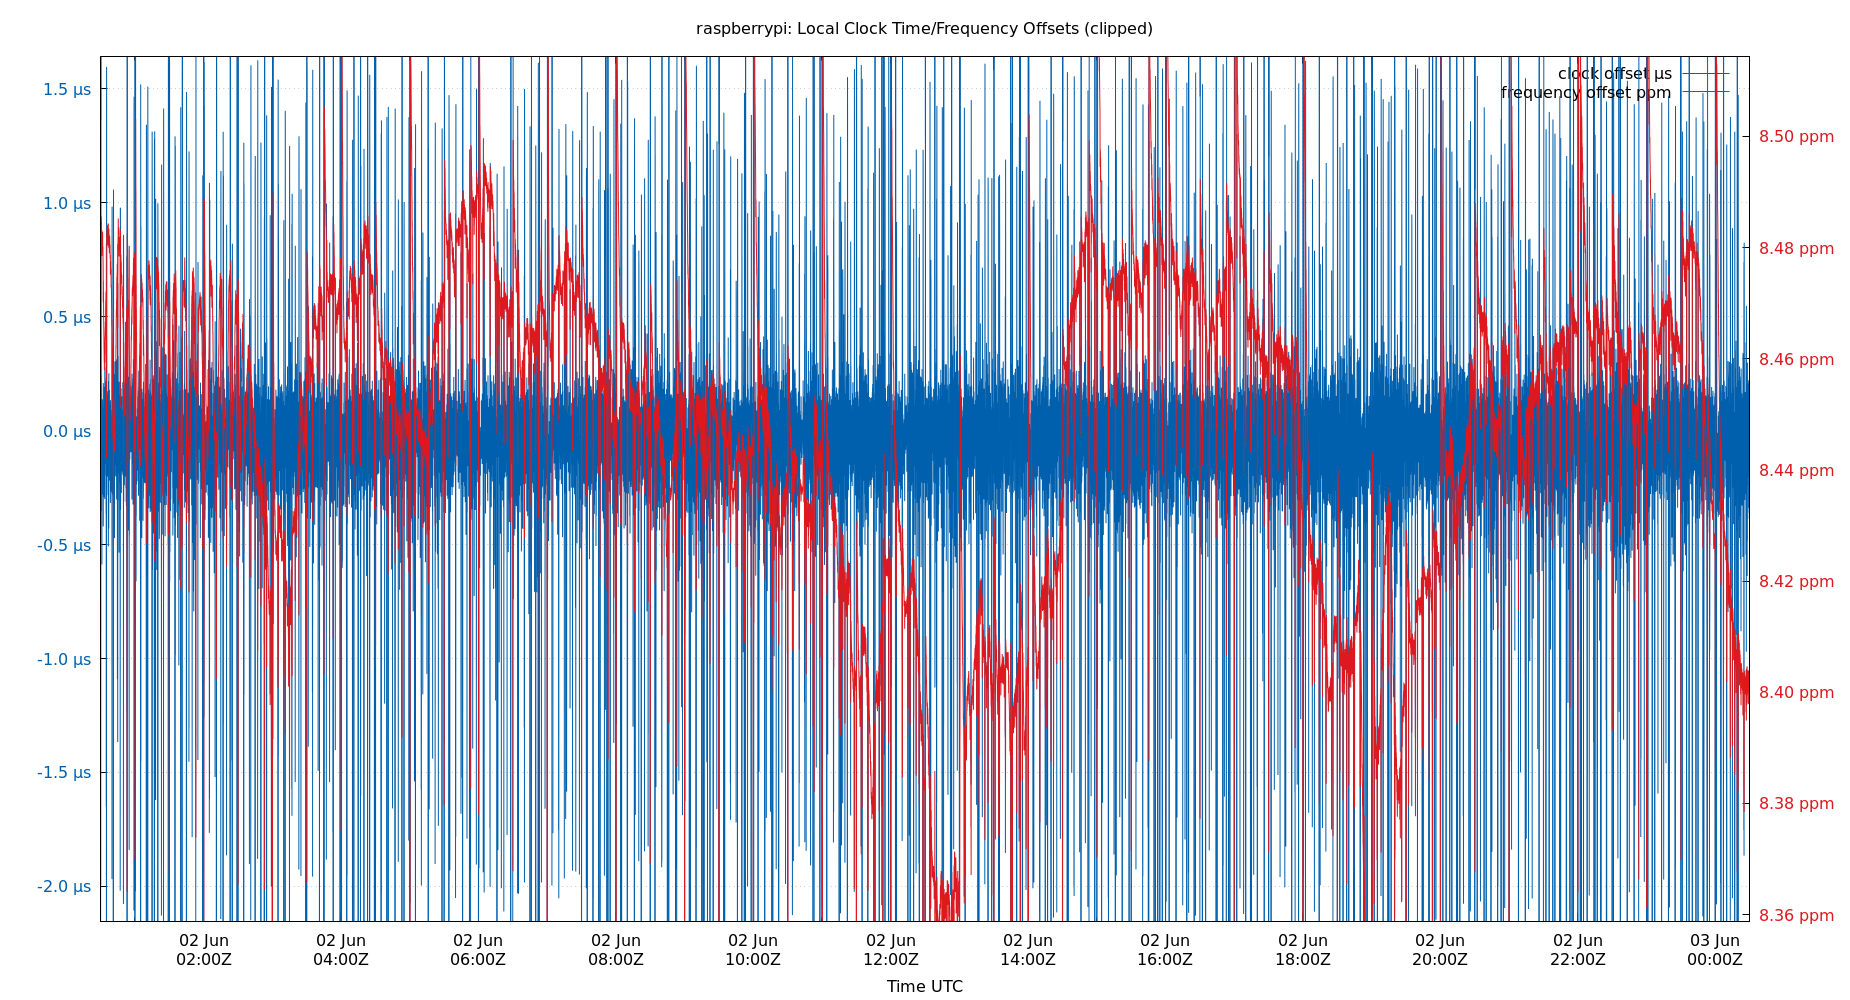 raspberrypi: Local Clock Time/Frequency Offsets (clipped)
clock offset µs
frequency offset ppm
1.5 µs
1.0 µs
0.5 µs
0.0 µs
-0.5 µs
-1.0 µs
-1.5 µs
-2.0 µs
8.50 ppm
8.48 ppm
8.46 ppm
8.44 ppm
8.42 ppm
8.40 ppm
8.38 ppm
8.36 ppm
02 Jun 02 Jun 02 Jun 02 Jun 02 Jun 02 Jun 02 Jun 02 Jun 02 Jun 02 Jun 02 Jun 03 Jun
02:00Z 04:00Z 06:00Z 08:00Z 10:00Z 12:00Z 14:00Z 16:00Z 18:00Z 20:00Z 22:00Z 00:00Z
Time UTC